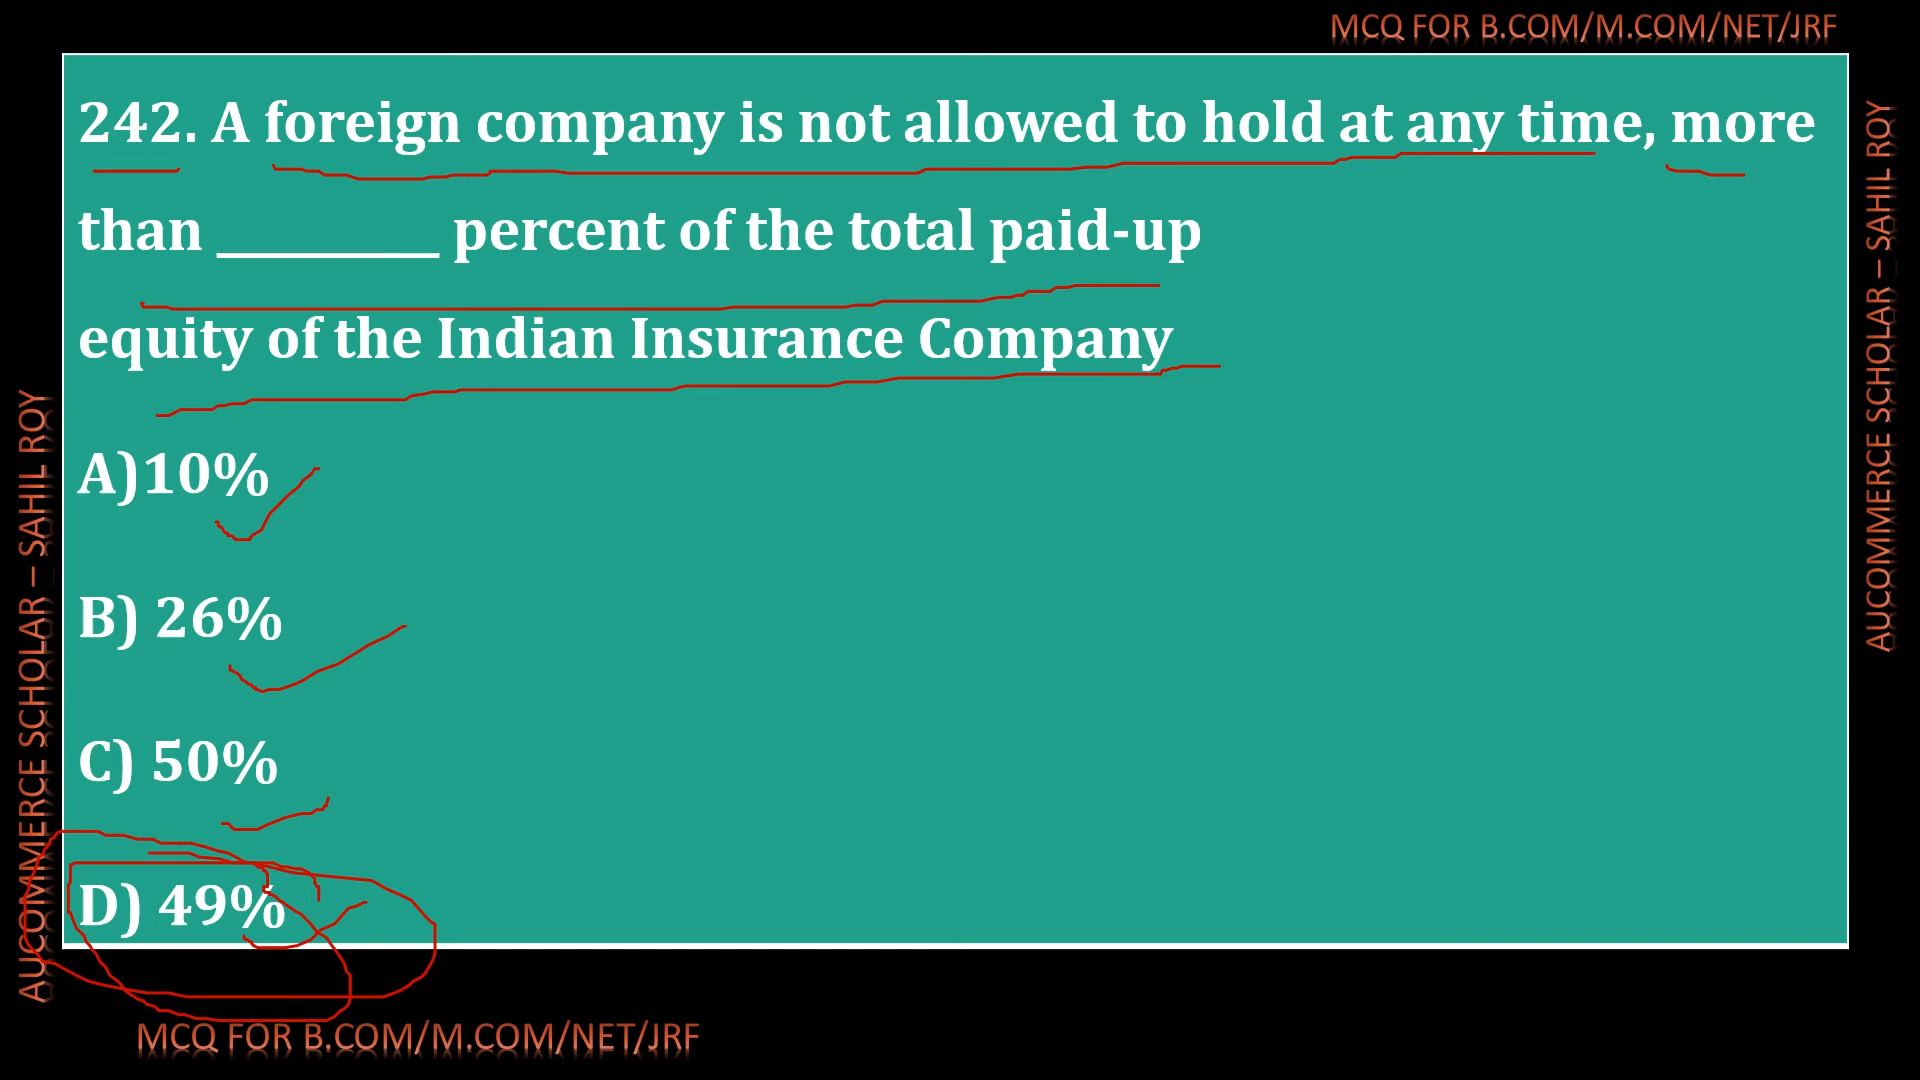 MCQ FOR B.COM/M.COM/NET/JRF
242. A foreign company is not allowed to hold at any time, more
than ________ percent of the total paid-up
equity of the Indian Insurance Company
A)10%
B) 26%
C) 50%
D) 49%
AUCOMMERCE SCHOLAR – SAHIL ROY
AUCOMMERCE SCHOLAR – SAHIL ROY
MCQ FOR B.COM/M.COM/NET/JRF